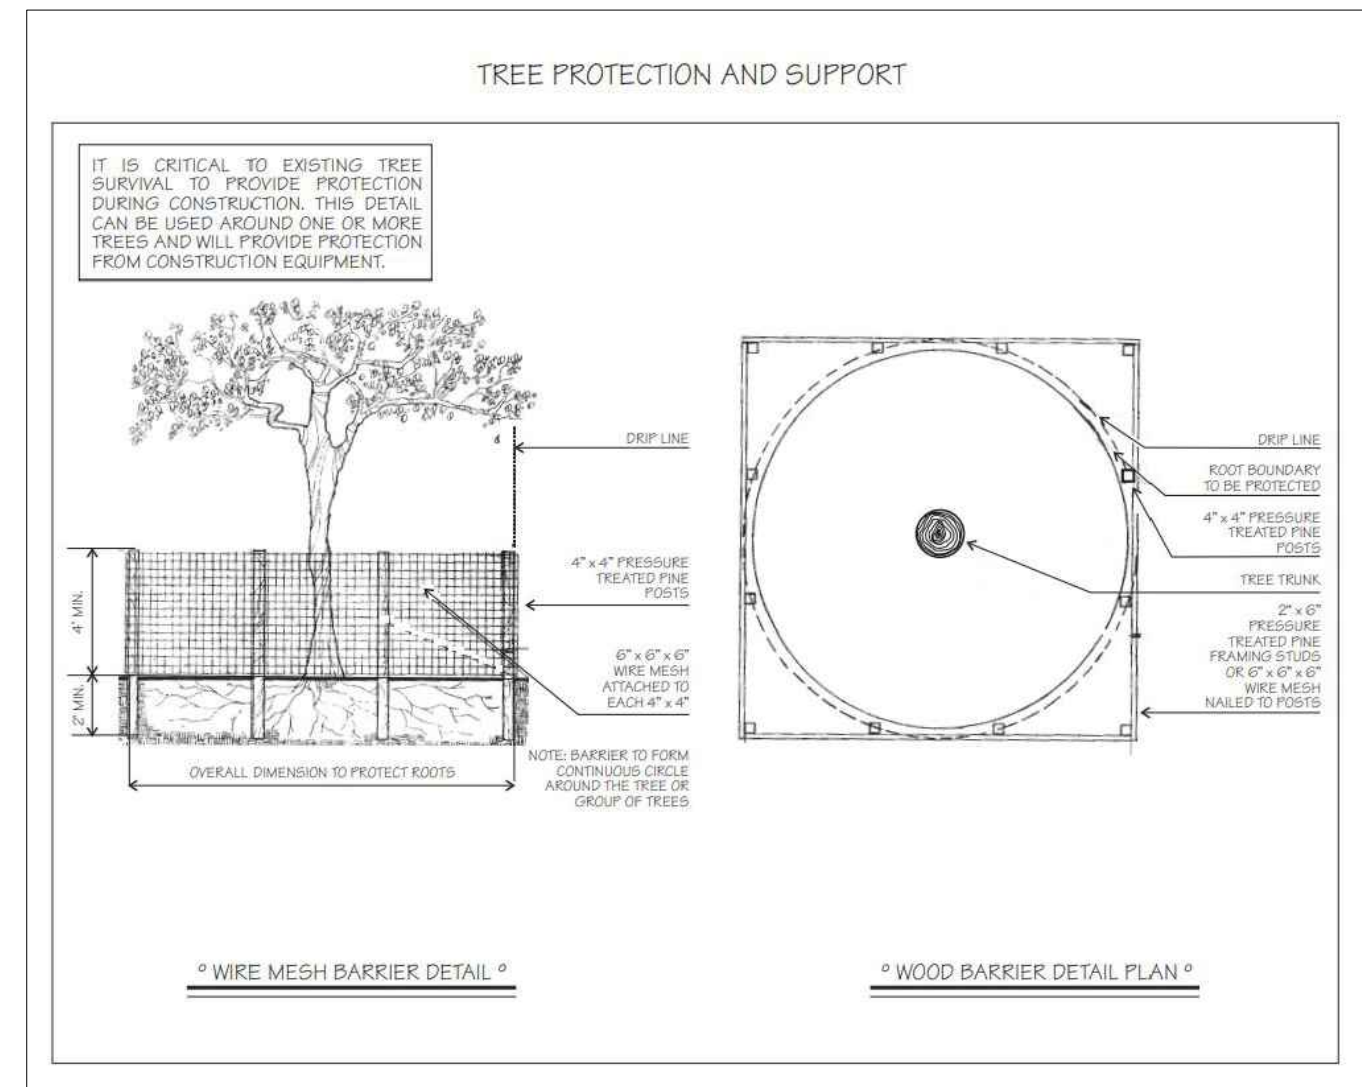 TREE PROTECTION AND SUPPORT
IT IS CRITICAL TO EXISTING TREE
SURVIVAL TO PROVIDE PROTECTION
DURING CONSTRUCTION. THIS DETAIL
CAN BE USED AROUND ONE OR MORE
TREES AND WILL PROVIDE PROTECTION
FROM CONSTRUCTION EQUIPMENT.
DRIP LINE
4" x 4" PRESSURE
TREATED PINE
POSTS
6" x 6" x 6"
WIRE MESH
ATTACHED TO
EACH 4" x 4"
4' MIN.
2' MIN.
OVERALL DIMENSION TO PROTECT ROOTS
NOTE: BARRIER TO FORM
CONTINUOUS CIRCLE
AROUND THE TREE OR
GROUP OF TREES
° WIRE MESH BARRIER DETAIL °
DRIP LINE
ROOT BOUNDARY
TO BE PROTECTED
4" x 4" PRESSURE
TREATED PINE
POSTS
TREE TRUNK
2" x 6"
PRESSURE
TREATED PINE
FRAMING STUDS
OR 6" x 6" x 6"
WIRE MESH
NAILED TO POSTS
° WOOD BARRIER DETAIL PLAN °